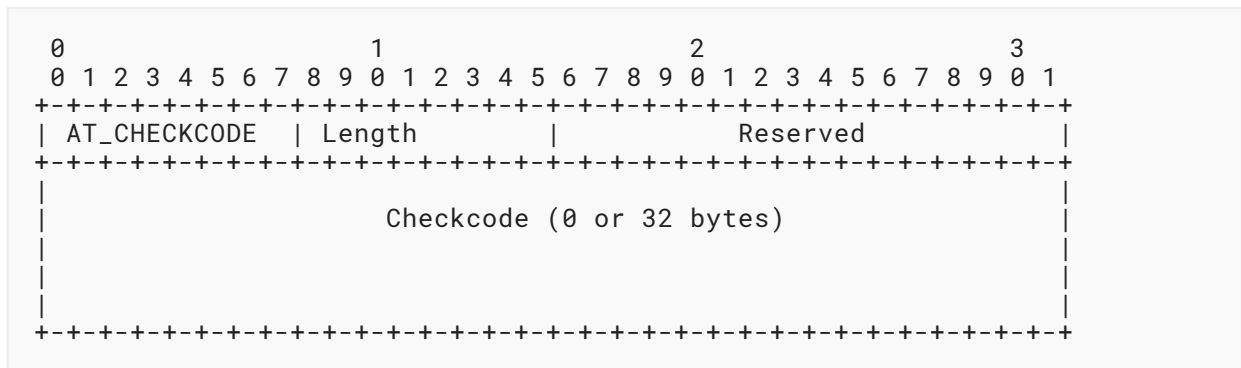 0                   1                   2                   3
 0 1 2 3 4 5 6 7 8 9 0 1 2 3 4 5 6 7 8 9 0 1 2 3 4 5 6 7 8 9 0 1
+-+-+-+-+-+-+-+-+-+-+-+-+-+-+-+-+-+-+-+-+-+-+-+-+-+-+-+-+-+-+-+-+
| AT_CHECKCODE  | Length        |           Reserved            |
+-+-+-+-+-+-+-+-+-+-+-+-+-+-+-+-+-+-+-+-+-+-+-+-+-+-+-+-+-+-+-+-+
|                                                               |
|                     Checkcode (0 or 32 bytes)                 |
|                                                               |
|                                                               |
|                                                               |
+-+-+-+-+-+-+-+-+-+-+-+-+-+-+-+-+-+-+-+-+-+-+-+-+-+-+-+-+-+-+-+-+